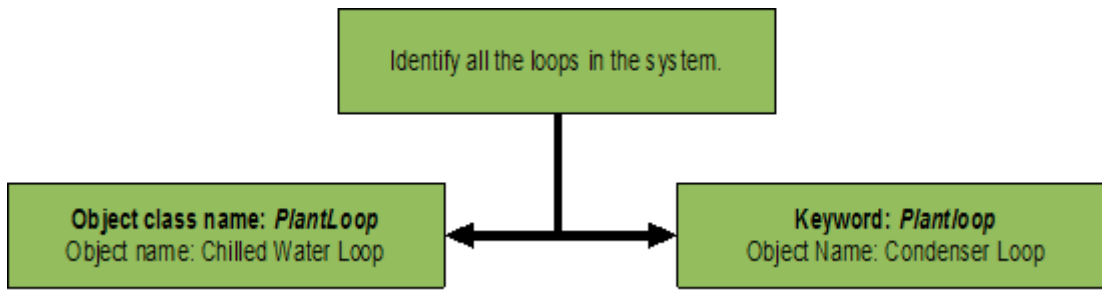 Identify all the loops in the system.
Object class name: PlantLoop
Object name: Chilled Water Loop
Keyword: Plantloop
Object Name: Condenser Loop